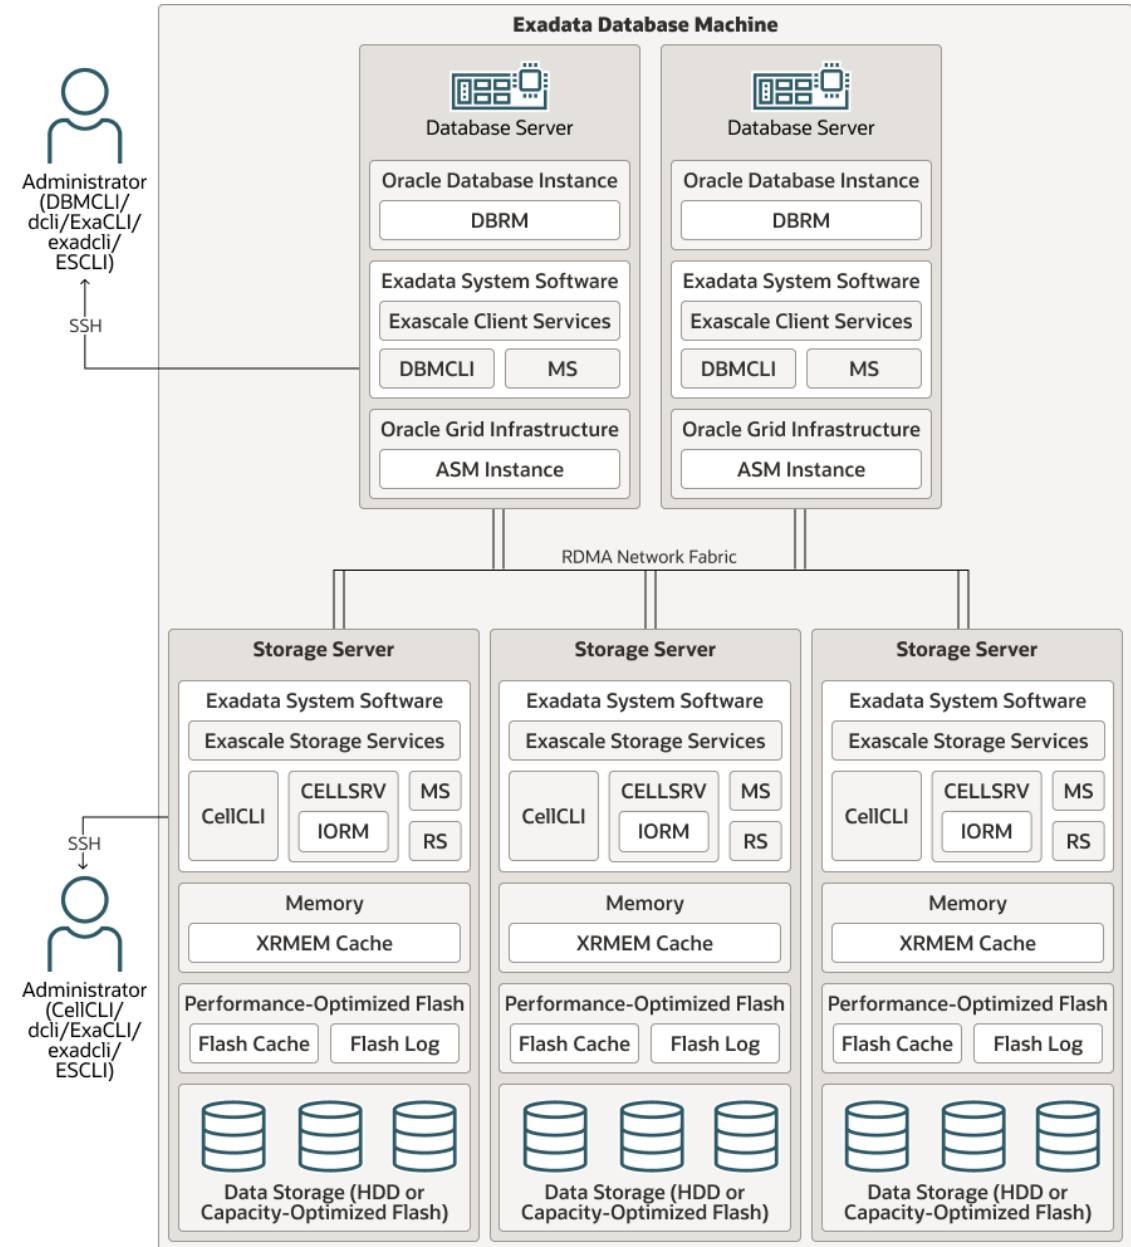 Exadata Database Machine
Administrator
(DBMCLI/
dcli/ExaCLI/
exadcli/
ESCLI)
SSH
Database Server
Oracle Database Instance
DBRM
Exadata System Software
Exascale Client Services
DBMCLI
MS
Oracle Grid Infrastructure
ASM Instance
Database Server
Oracle Database Instance
DBRM
Exadata System Software
Exascale Client Services
DBMCLI
MS
Oracle Grid Infrastructure
ASM Instance
RDMA Network Fabric
SSH
Administrator
(CellCLI/
dcli/ExaCLI/
exadcli/
ESCLI)
Storage Server
Exadata System Software
Exascale Storage Services
CellCLI
CELLSRV
IORM
MS
RS
Memory
XRMEM Cache
Performance-Optimized Flash
Flash Cache
Flash Log
Data Storage (HDD or
Capacity-Optimized Flash)
Storage Server
Exadata System Software
Exascale Storage Services
CellCLI
CELLSRV
IORM
MS
RS
Memory
XRMEM Cache
Performance-Optimized Flash
Flash Cache
Flash Log
Data Storage (HDD or
Capacity-Optimized Flash)
Storage Server
Exadata System Software
Exascale Storage Services
CellCLI
CELLSRV
IORM
MS
RS
Memory
XRMEM Cache
Performance-Optimized Flash
Flash Cache
Flash Log
Data Storage (HDD or
Capacity-Optimized Flash)